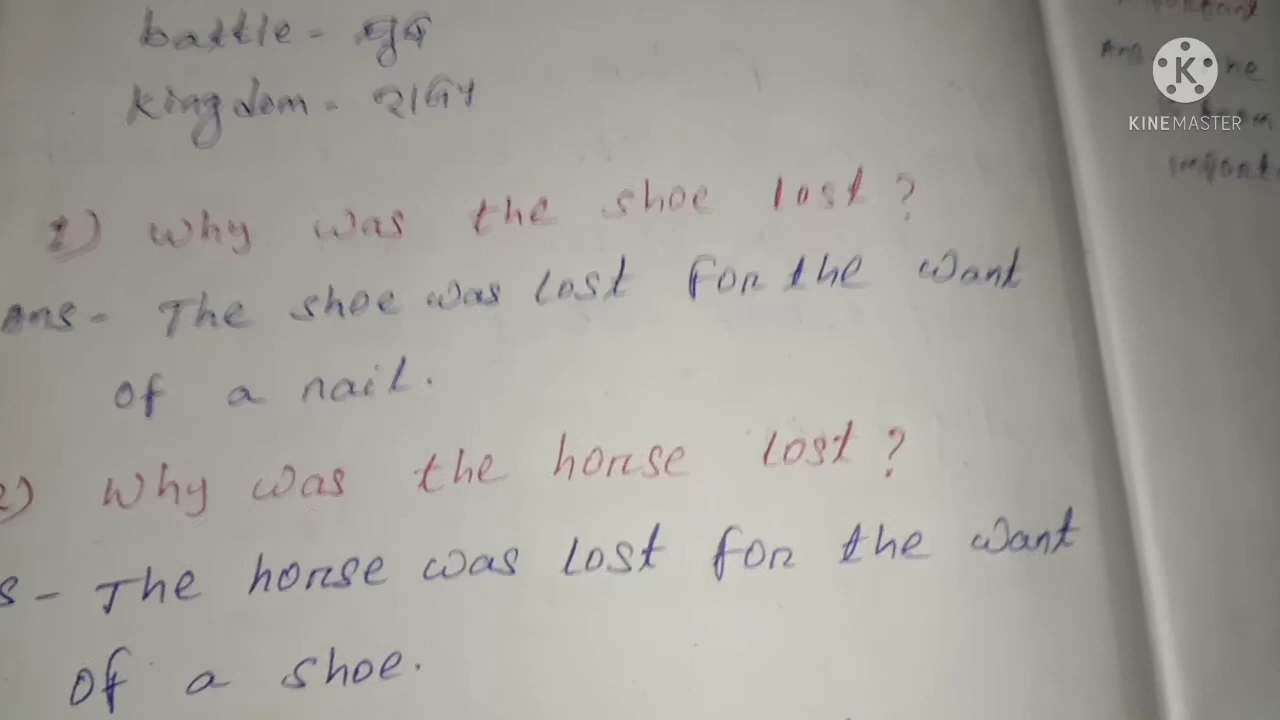 battle - ଯୁଦ୍ଧ
kingdom - ରାଜ୍ୟ
1) Why was the shoe lost?
Ans - The shoe was lost for the want
of a nail.
2) Why was the horse lost?
s - The horse was lost for the want
of a shoe.
KINEMASTER